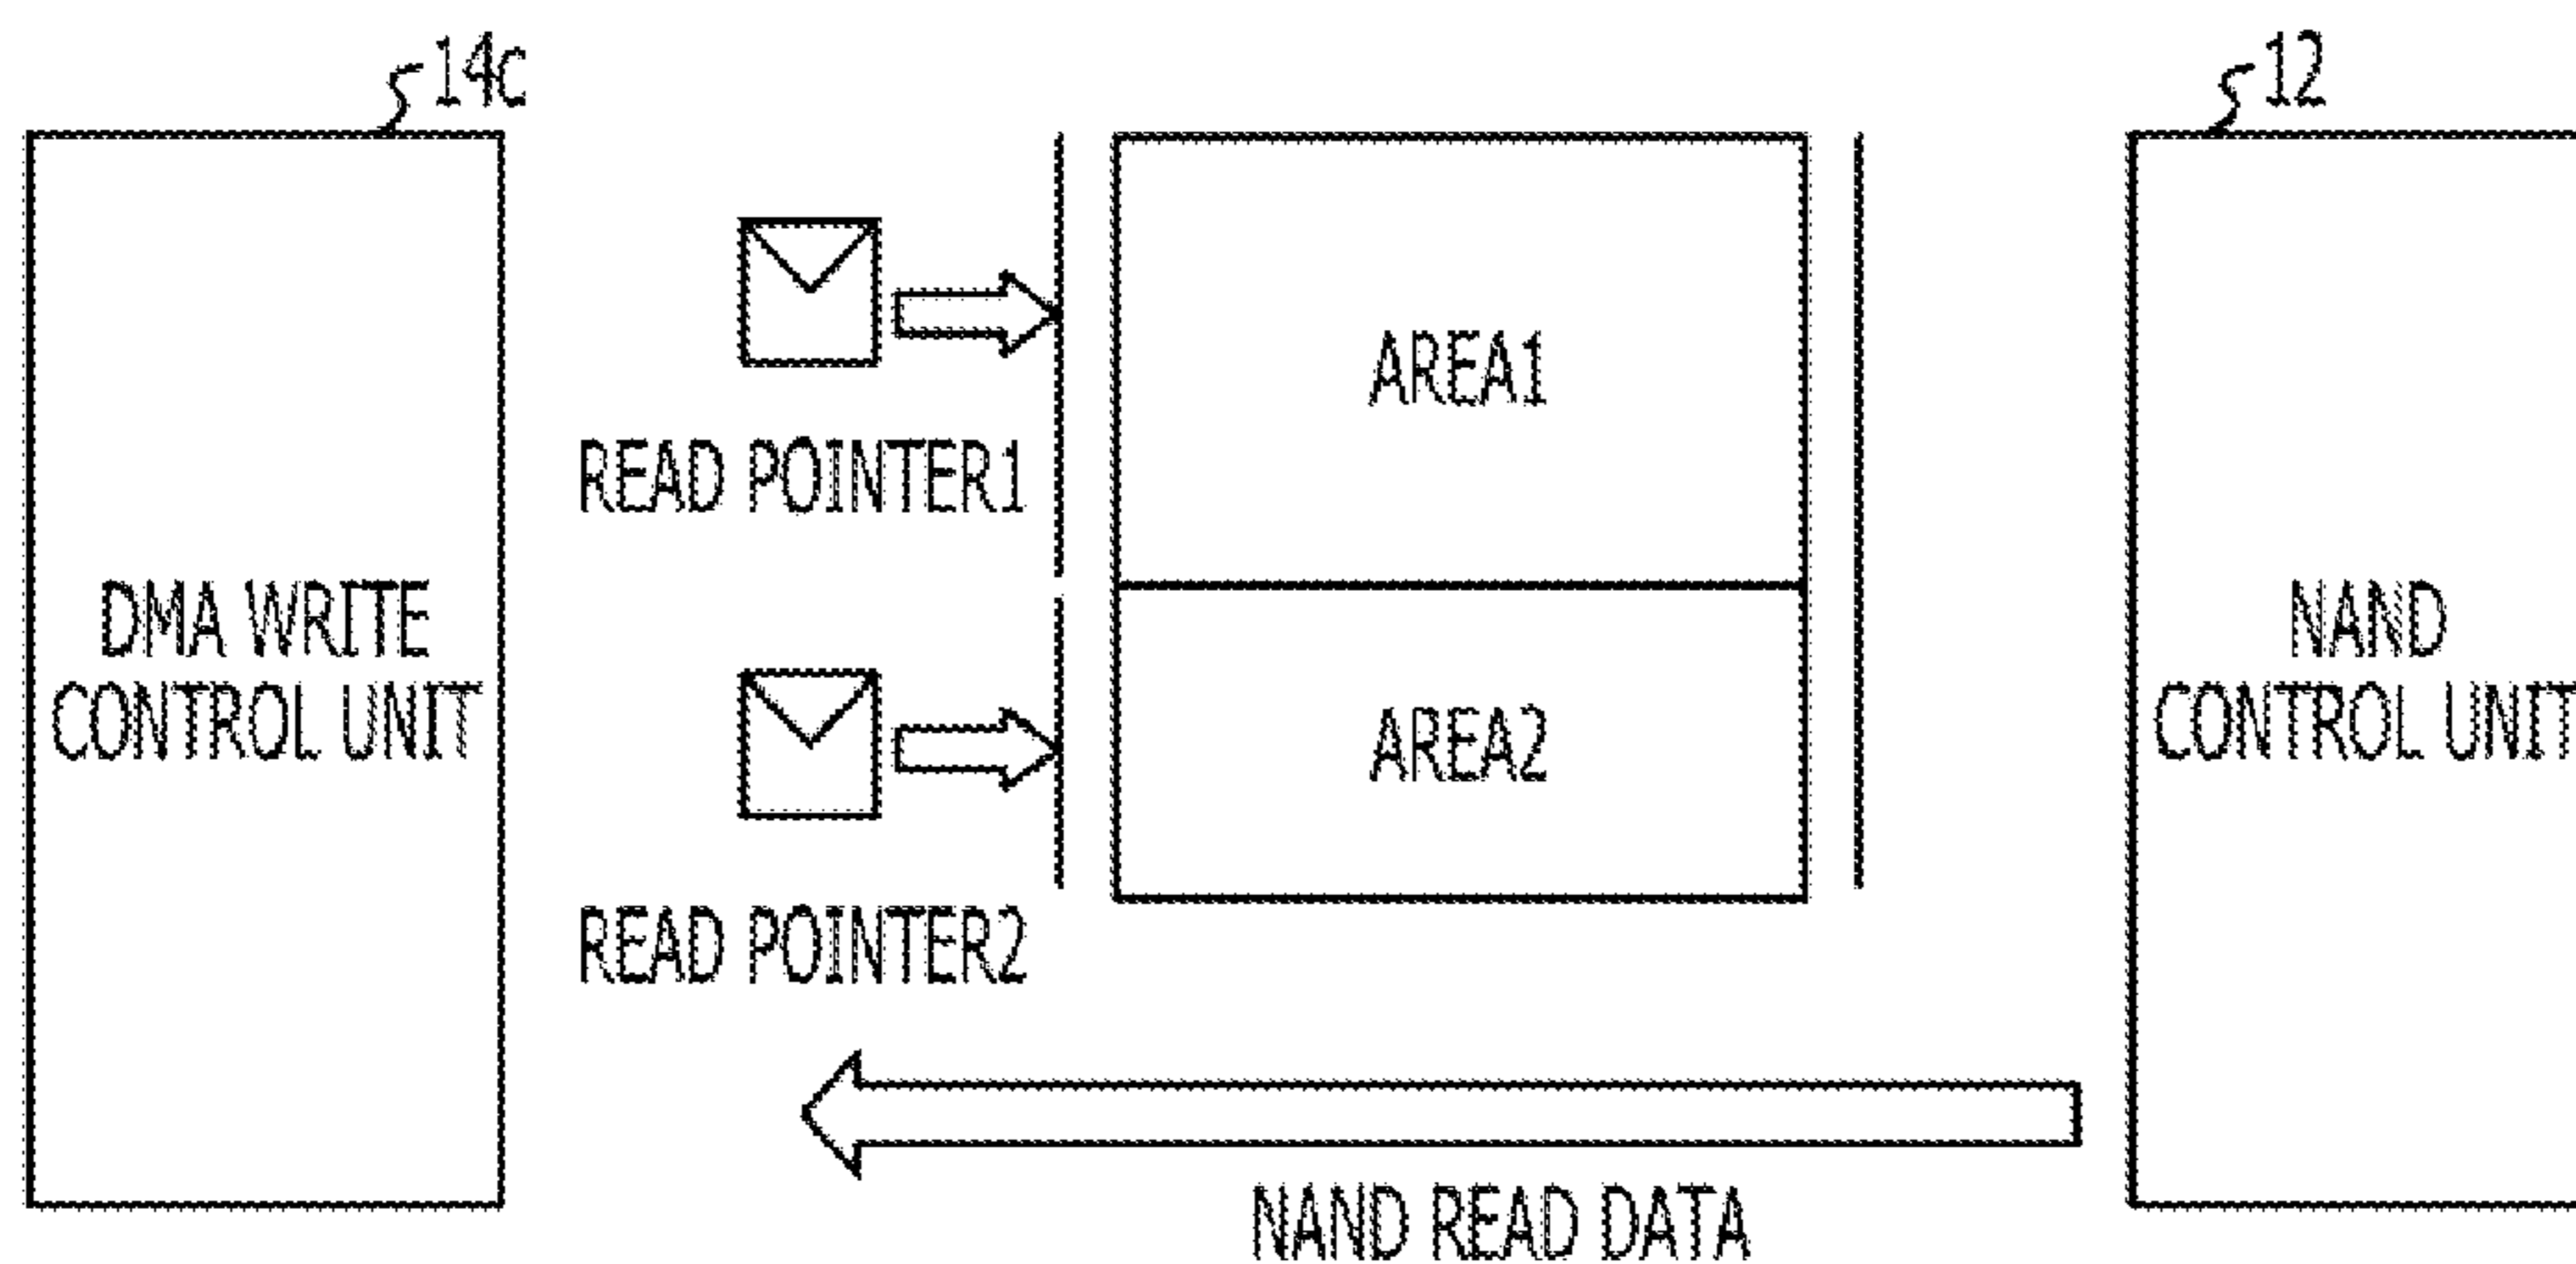 14c
12
AREA1
READ POINTER1
DMA WRITE
CONTROL UNIT
NAND
CONTROL UNIT
AREA2
READ POINTER2
NAND READ DATA